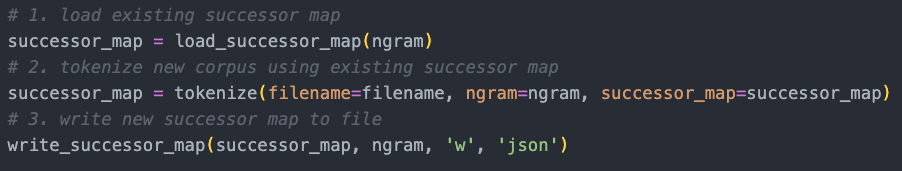 # 1. load existing successor map
successor_map = load_successor_map(ngram)
# 2. tokenize new corpus using existing successor map
successor_map = tokenize(filename=filename, ngram=ngram, successor_map=successor_map)
# 3. write new successor map to file
write_successor_map(successor_map, ngram, 'w', 'json')